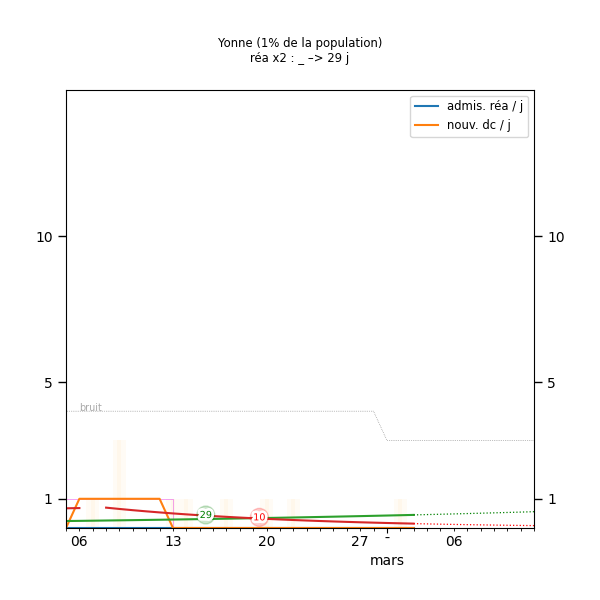 Yonne (1% de la population)
réa x2 : _ –> 29 j
admis. réa / j
nouv. dc / j
10 10
5 5
bruit
1 1
29 -10
06 13 20 27 - 06
mars